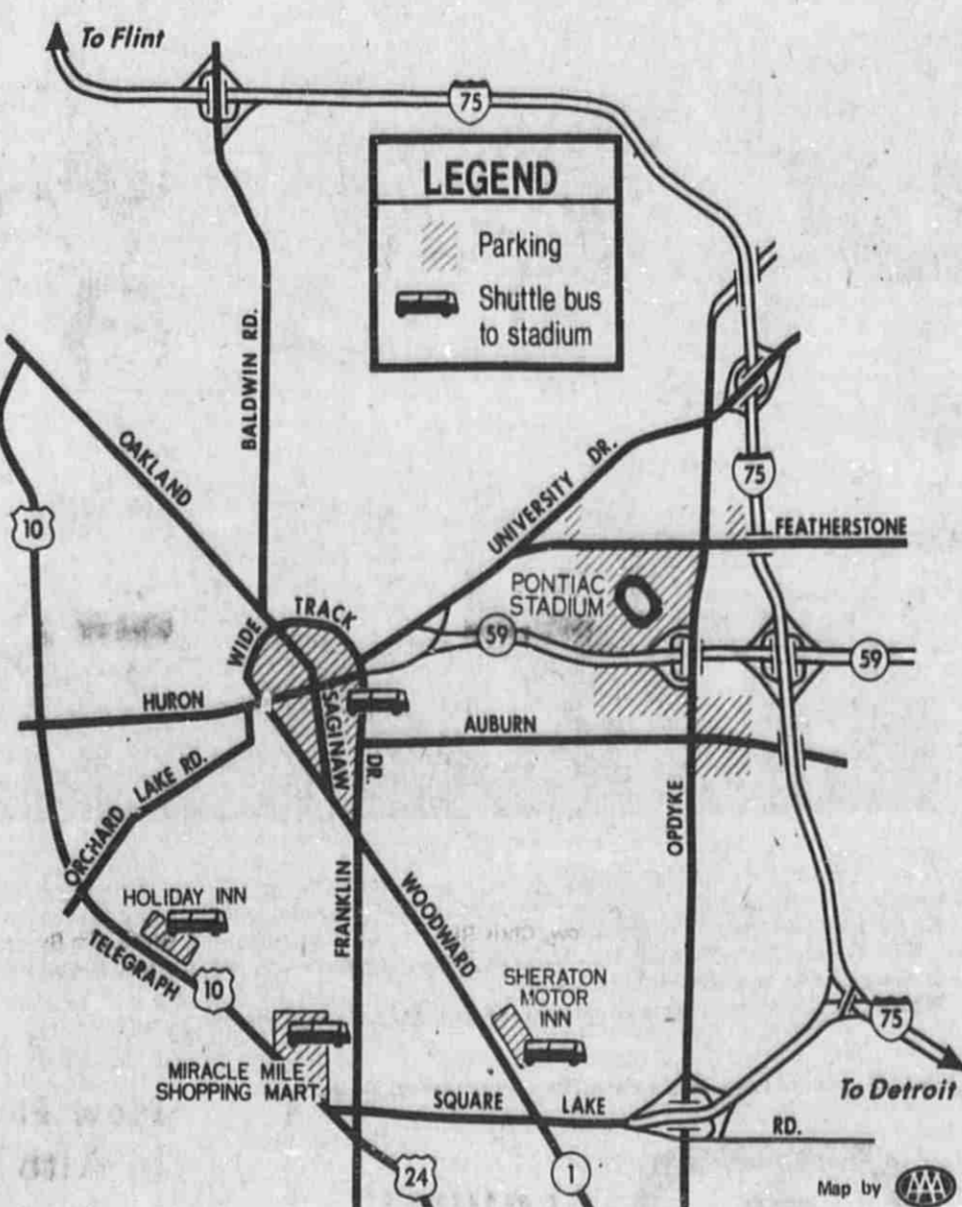 To Flint
75
LEGEND
Parking
Shuttle bus
to stadium
BALDWIN RD.
OAKLAND
10
UNIVERSITY DR.
75
FEATHERSTONE
PONTIAC
STADIUM
WIDE TRACK
59
59
HURON
SAGINAW
DR.
AUBURN
ORCHARD LAKE RD.
OPDYKE
HOLIDAY INN
FRANKLIN
WOODWARD
TELEGRAPH
10
SHERATON
MOTOR
INN
75
MIRACLE MILE
SHOPPING MART
To Detroit
SQUARE LAKE
RD.
24
1
Map by AAA